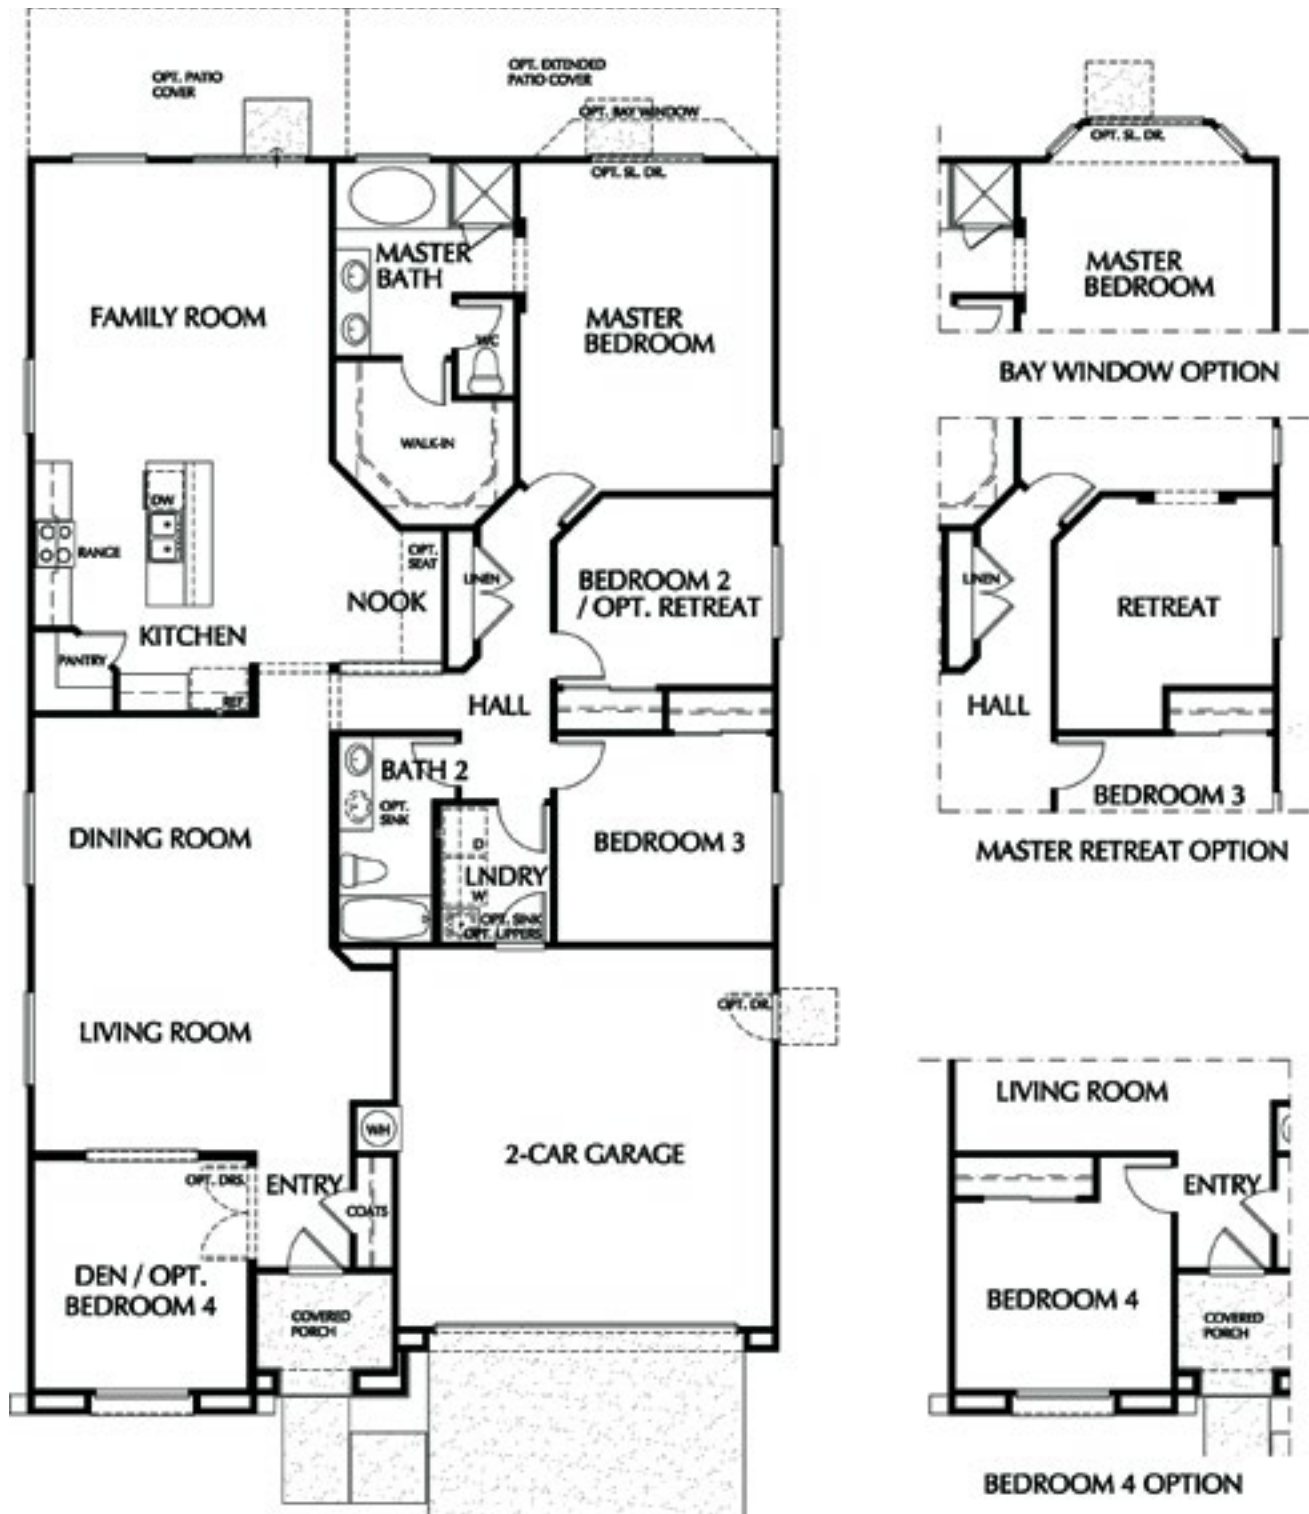 OPT. PATIO
COVER
OPT. EXTENDED
PATIO COVER
OPT. BAY WINDOW
OPT. SL. DR.
MASTER
BATH
FAMILY ROOM
MASTER
BEDROOM
WC
WALK-IN
DW
RANGE
OPT.
SEAT
LINEN
BEDROOM 2
/ OPT. RETREAT
NOOK
KITCHEN
PANTRY
REF.
HALL
BATH 2
OPT.
SINK
DINING ROOM
D
BEDROOM 3
LNDRY
W
OPT. SINK
OPT. UPPERS
LIVING ROOM
OPT. DR.
WH
2-CAR GARAGE
OPT. DRS.
ENTRY
COATS
DEN / OPT.
BEDROOM 4
COVERED
PORCH
OPT. SL. DR.
MASTER
BEDROOM
BAY WINDOW OPTION
LINEN
RETREAT
HALL
BEDROOM 3
MASTER RETREAT OPTION
LIVING ROOM
ENTRY
BEDROOM 4
COVERED
PORCH
BEDROOM 4 OPTION